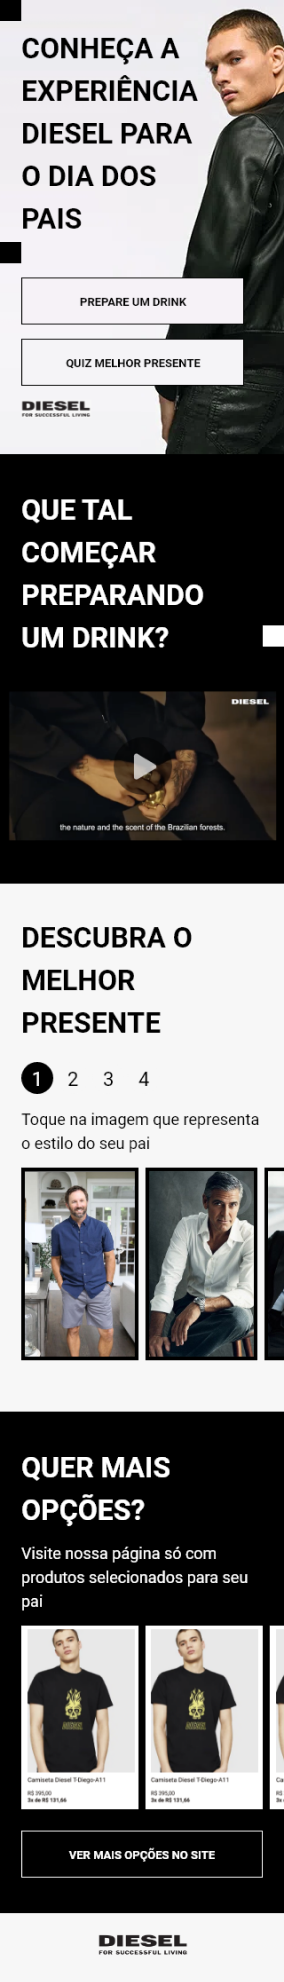 CONHEÇA A
EXPERIÊNCIA
DIESEL PARA
O DIA DOS
PAIS
PREPARE UM DRINK
QUIZ MELHOR PRESENTE
DIESEL
FOR SUCCESSFUL LIVING
QUE TAL
COMEÇAR
PREPARANDO
UM DRINK?
DIESEL
the nature and the scent of the Brazilian forests.
DESCUBRA O
MELHOR
PRESENTE
1 2 3 4
Toque na imagem que representa
o estilo do seu pai
QUER MAIS
OPÇÕES?
Visite nossa página só com
produtos selecionados para seu
pai
Camiseta Diesel T-Diego-A11
R$ 395,00
3x de R$ 131,66
Camiseta Diesel T-Diego-A11
R$ 395,00
3x de R$ 131,66
VER MAIS OPÇÕES NO SITE
DIESEL
FOR SUCCESSFUL LIVING